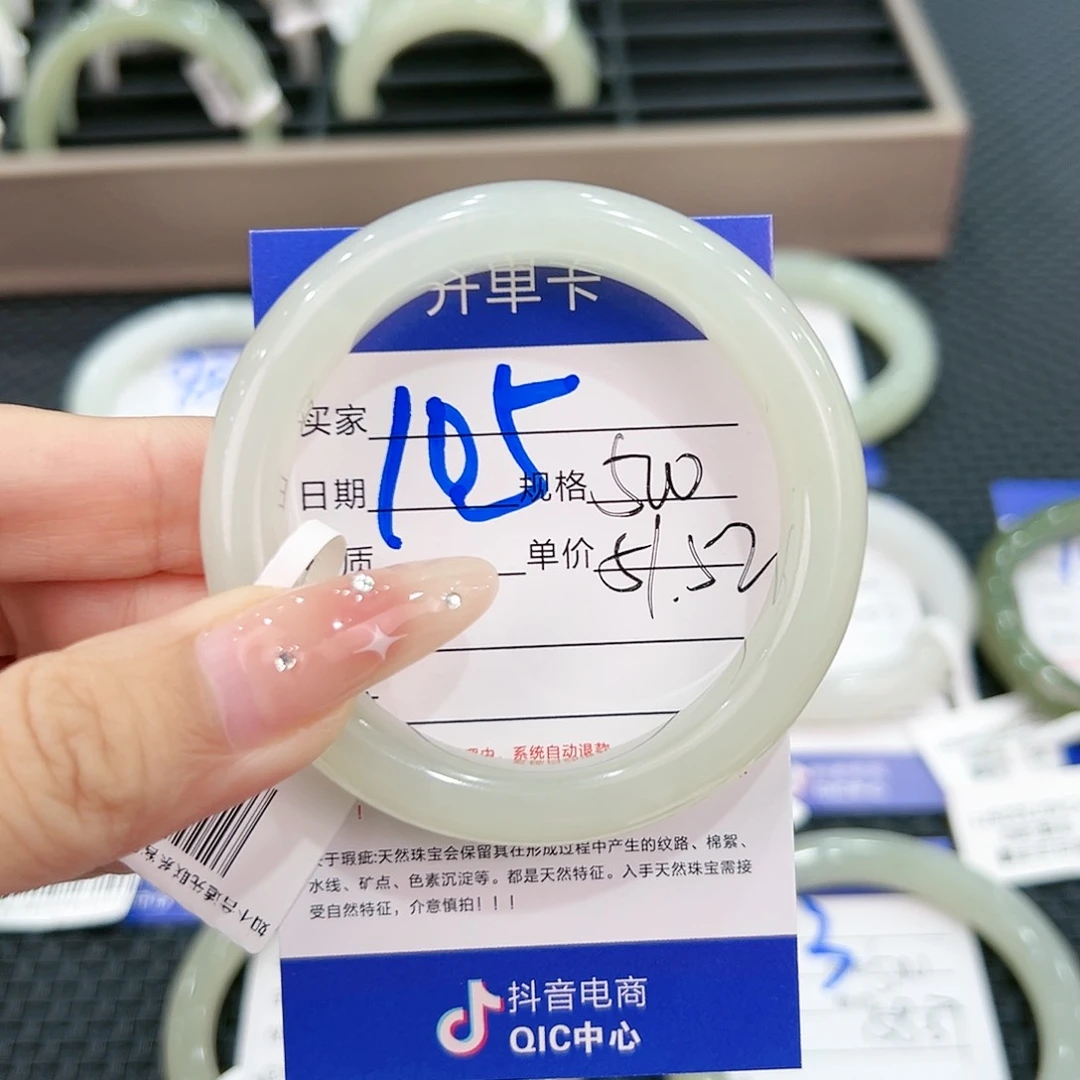 开单卡
买家
105
日期
规格
500
质
单价
51.52
系统自动退款
！
关于瑕疵:天然珠宝会保留其在形成过程中产生的纹路、棉絮、
水线、矿点、色素沉淀等。都是天然特征。入手天然珠宝需接
受自然特征，介意慎拍！！！
抖音电商
QIC中心